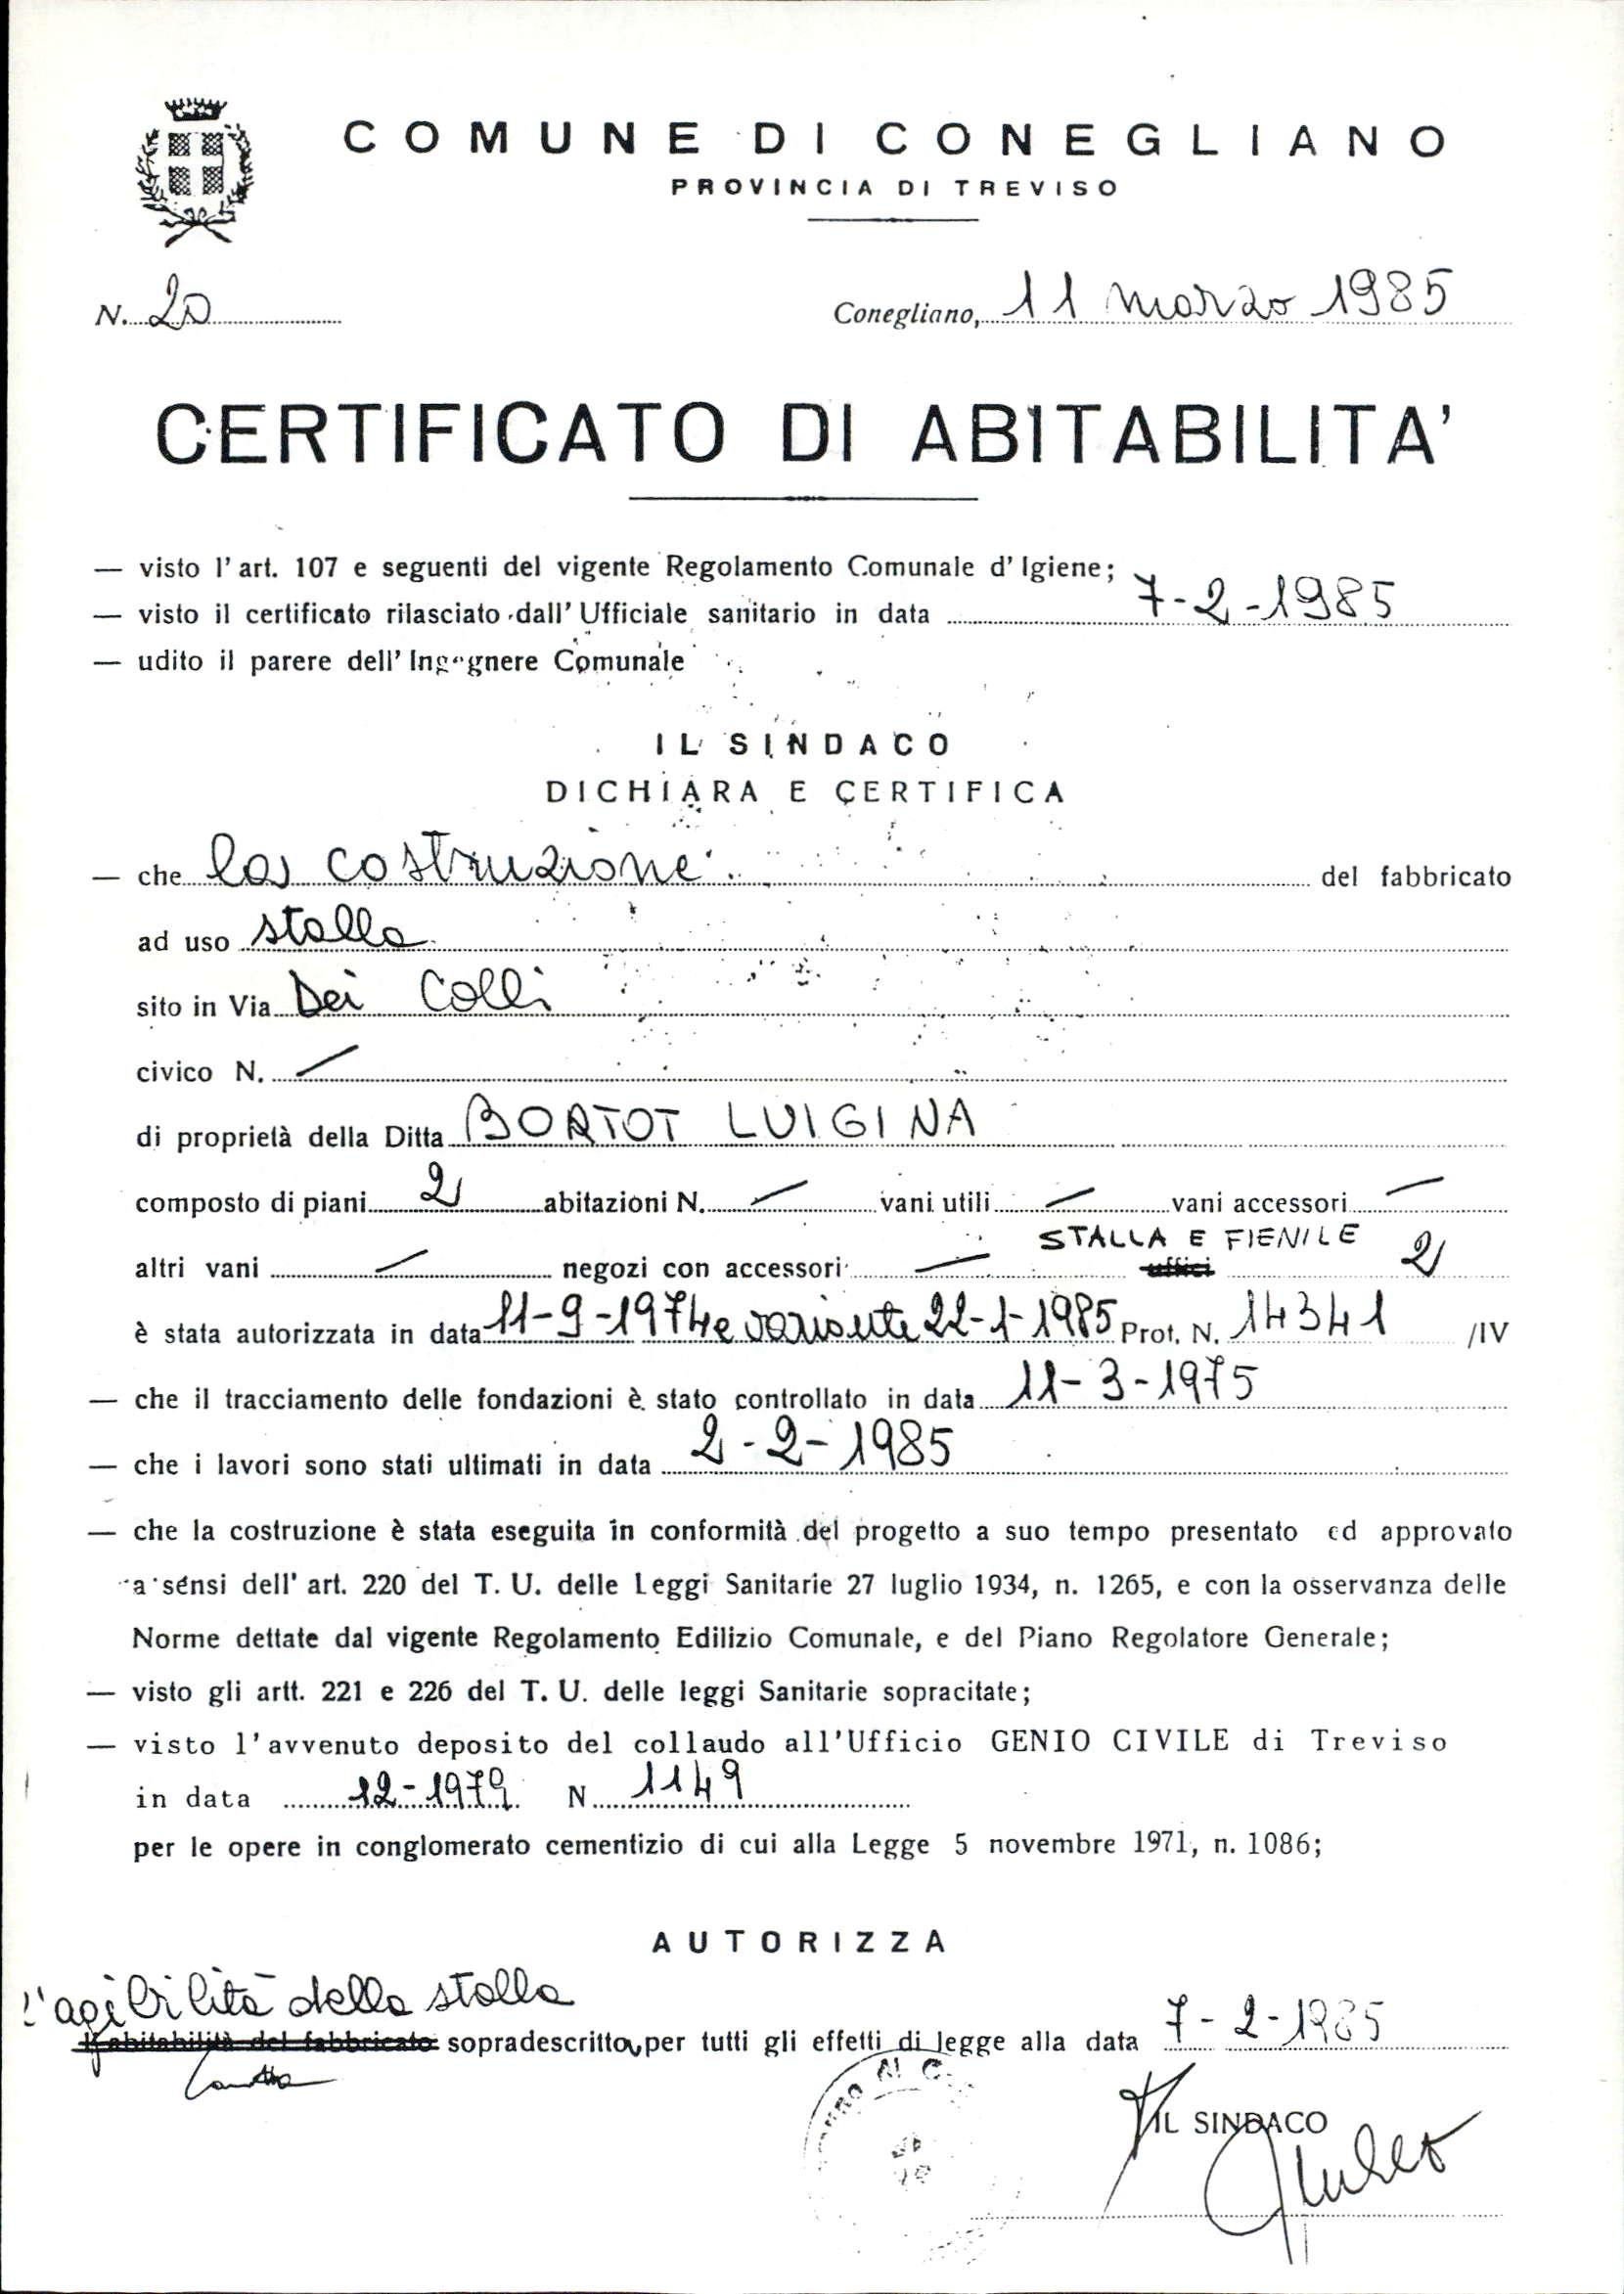 COMUNE DI CONEGLIANO
PROVINCIA DI TREVISO
N. 20 Conegliano, 11 marzo 1985
CERTIFICATO DI ABITABILITA'
— visto l'art. 107 e seguenti del vigente Regolamento Comunale d'Igiene;
— visto il certificato rilasciato dall'Ufficiale sanitario in data 7-2-1985
— udito il parere dell'Ingegnere Comunale
IL SINDACO
DICHIARA E CERTIFICA
— che la costruzione del fabbricato
ad uso stalla
sito in Via Dei Colli
civico N. /
di proprietà della Ditta BORTOT LUIGINA
composto di piani 2 abitazioni N. / vani utili / vani accessori /
STALLA E FIENILE
altri vani / negozi con accessori / uffici 2
è stata autorizzata in data 11-9-1974 e variante 22-1-1985 Prot. N. 14341 /IV
— che il tracciamento delle fondazioni è stato controllato in data 11-3-1975
— che i lavori sono stati ultimati in data 2-2-1985
— che la costruzione è stata eseguita in conformità del progetto a suo tempo presentato ed approvato
a sensi dell'art. 220 del T. U. delle Leggi Sanitarie 27 luglio 1934, n. 1265, e con la osservanza delle
Norme dettate dal vigente Regolamento Edilizio Comunale, e del Piano Regolatore Generale;
— visto gli artt. 221 e 226 del T. U. delle leggi Sanitarie sopracitate;
— visto l'avvenuto deposito del collaudo all'Ufficio GENIO CIVILE di Treviso
in data 12-1979 N 1149
per le opere in conglomerato cementizio di cui alla Legge 5 novembre 1971, n. 1086;
AUTORIZZA
l'agibilità della stalla
l'abitabilità del fabbricato sopradescritta, per tutti gli effetti di legge alla data 7-2-1985
IL SINDACO